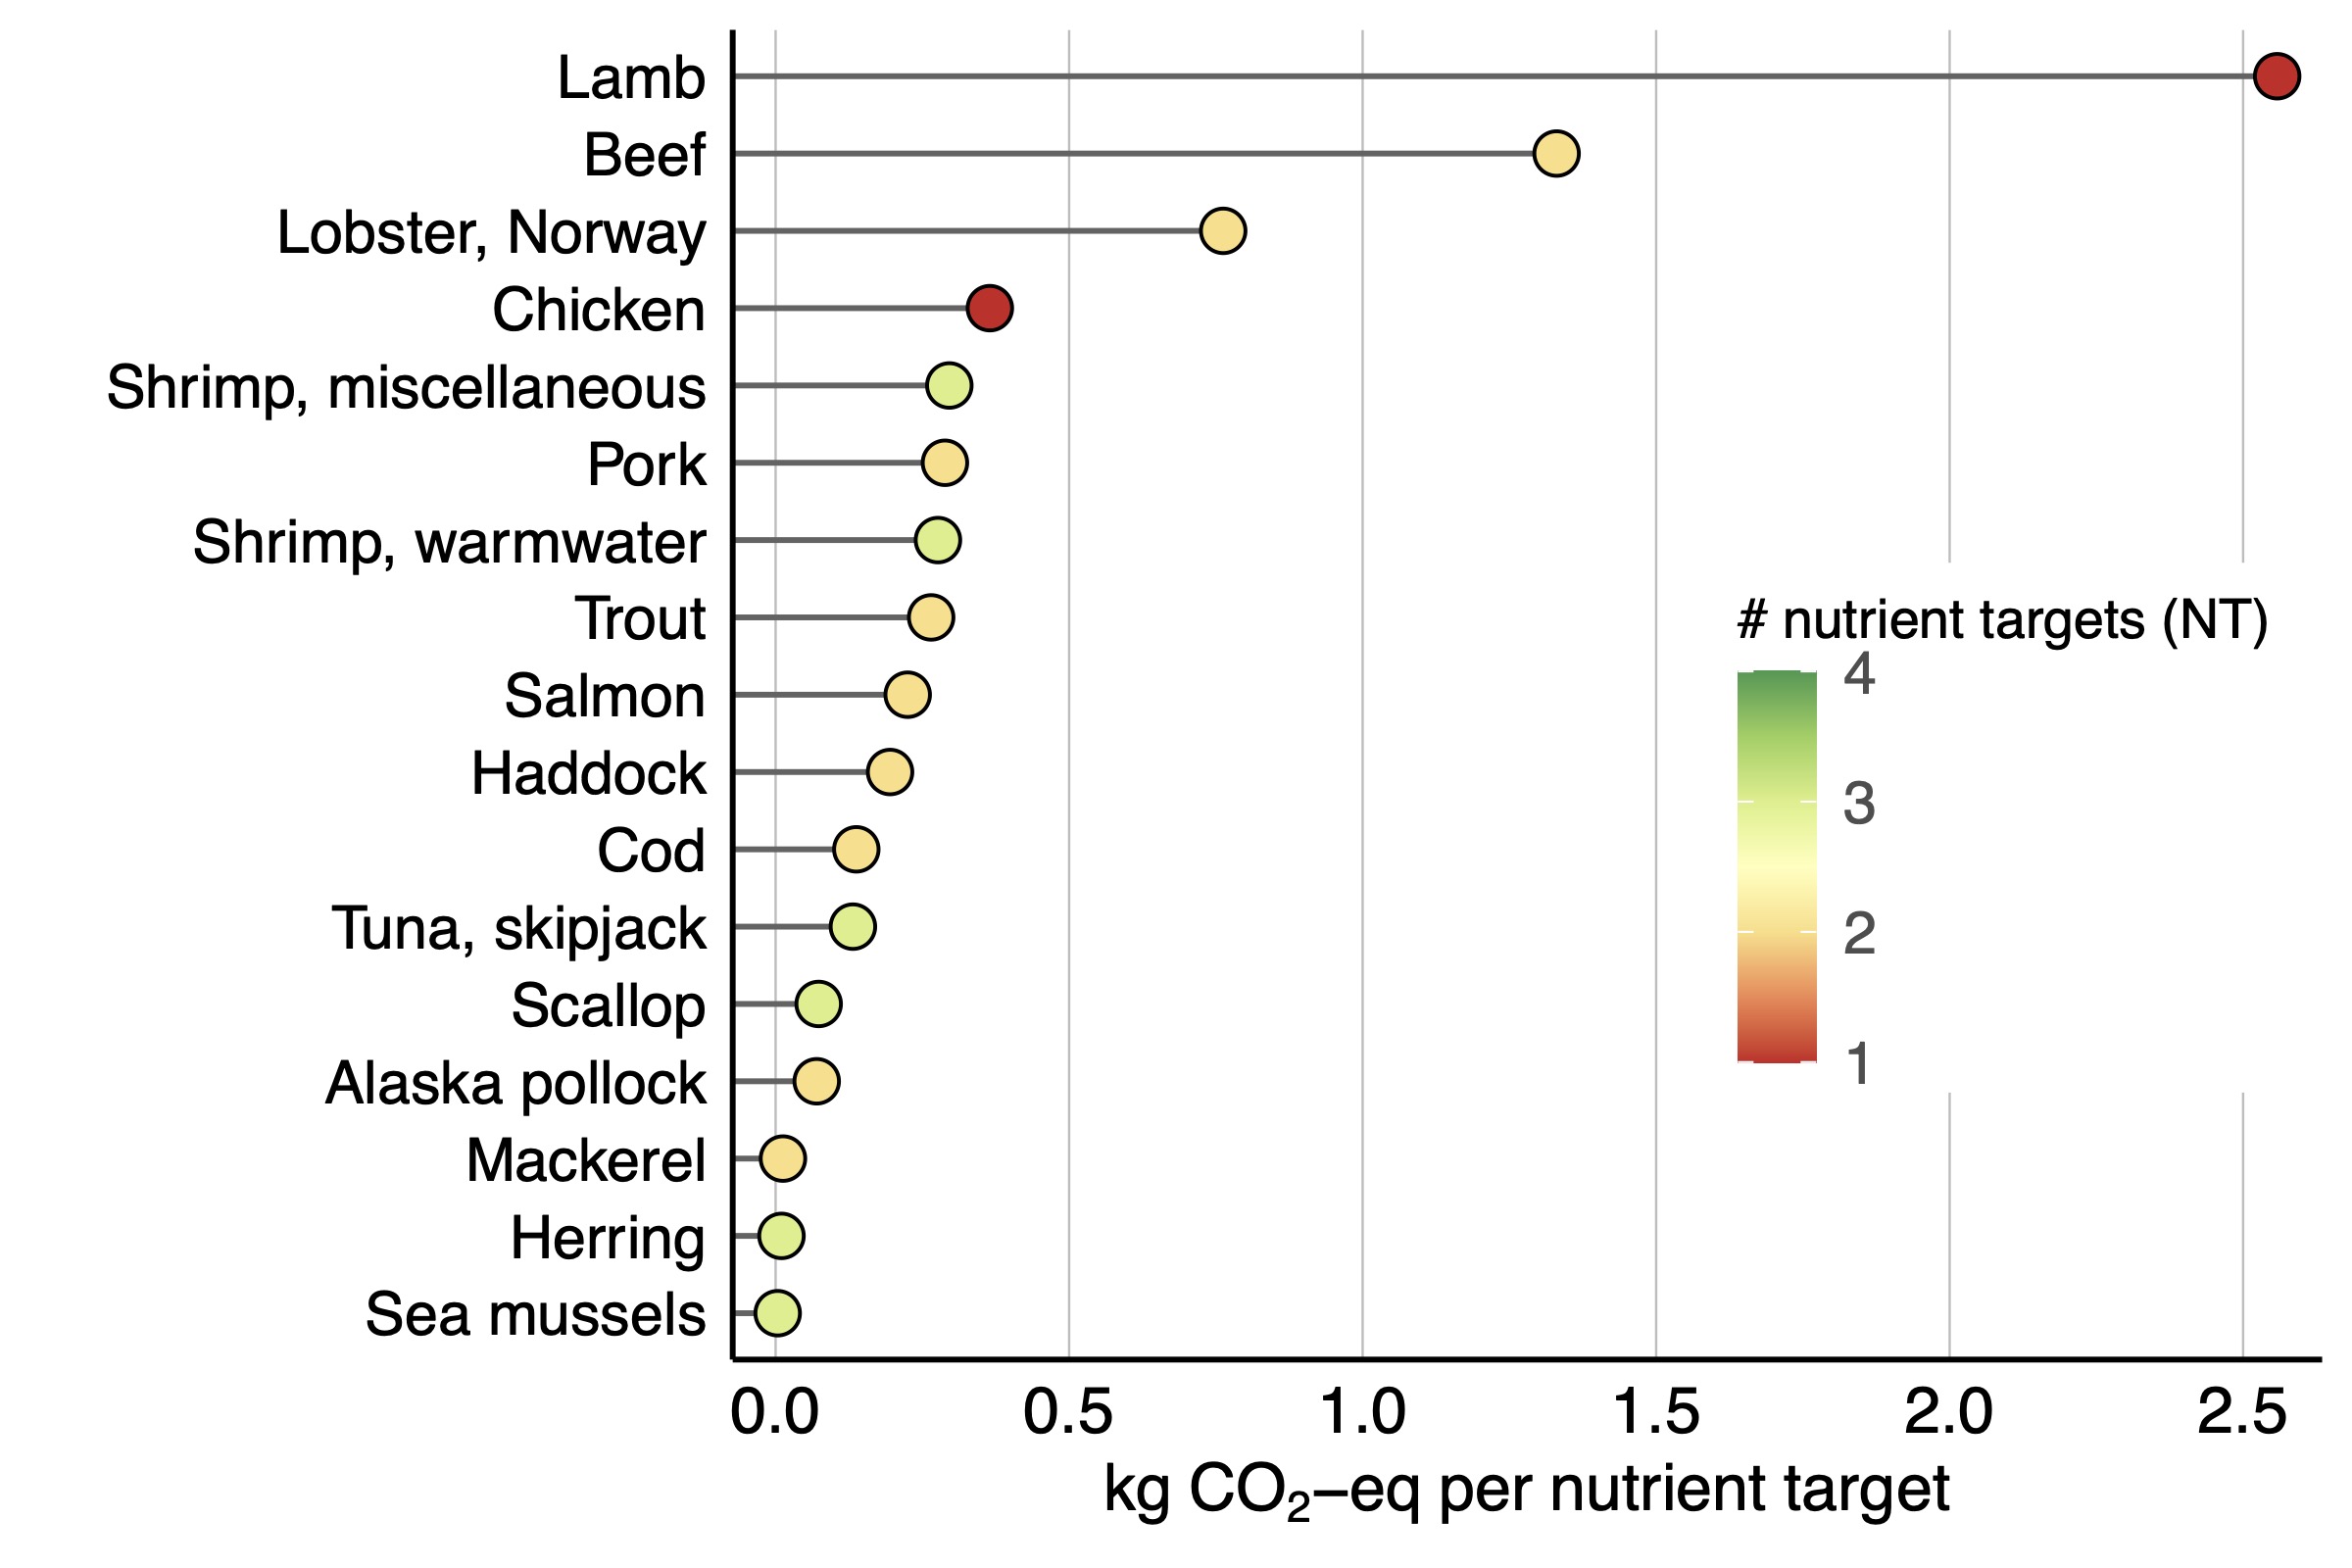 Lamb
Beef
Lobster, Norway
Chicken
Shrimp, miscellaneous
Pork
Shrimp, warmwater
Trout
Salmon
Haddock
Cod
Tuna, skipjack
Scallop
Alaska pollock
Mackerel
Herring
Sea mussels
# nutrient targets (NT)
4
3
2
1
0.0 0.5 1.0 1.5 2.0 2.5
kg CO₂–eq per nutrient target